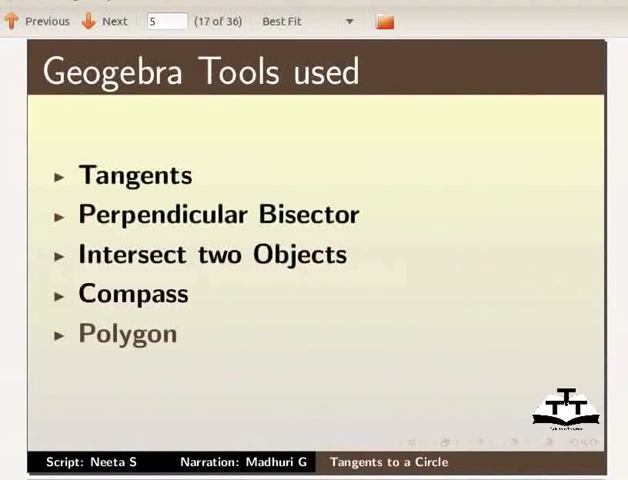 Previous Next 5 (17 of 36) Best Fit
Geogebra Tools used
Tangents
Perpendicular Bisector
Intersect two Objects
Compass
Polygon
Script: Neeta S Narration: Madhuri G Tangents to a Circle